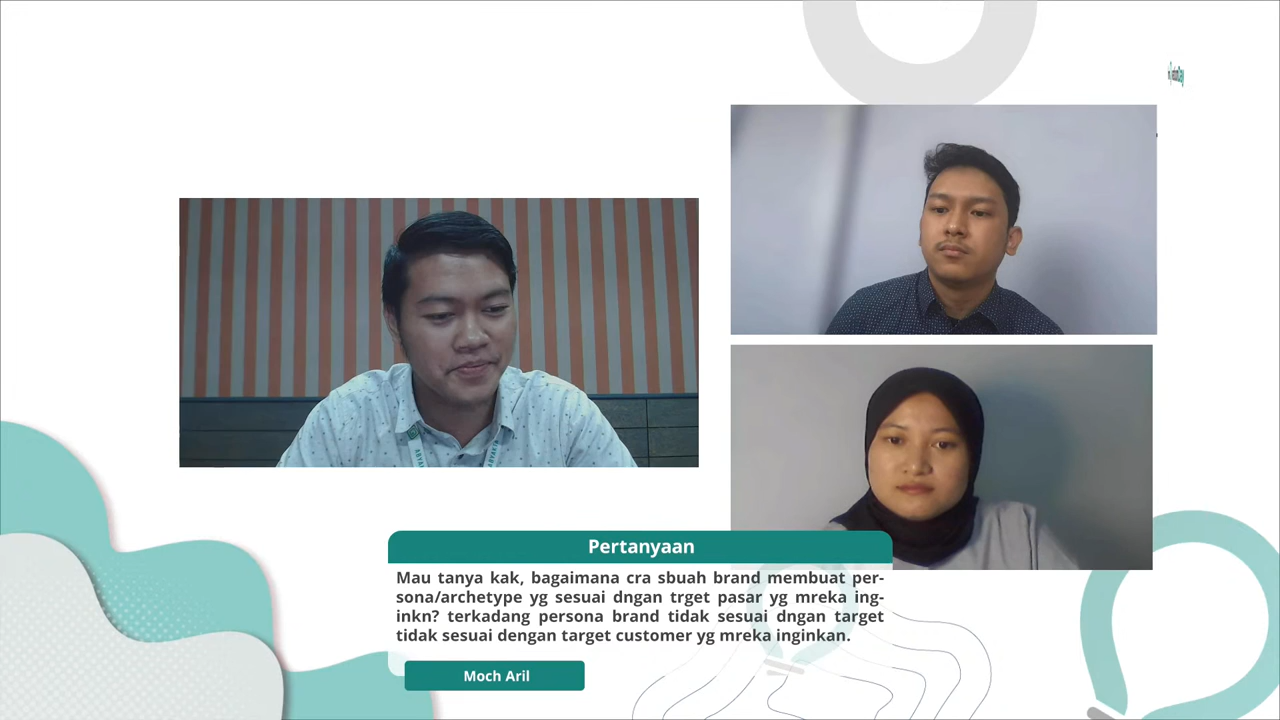 Pertanyaan
Mau tanya kak, bagaimana cra sbuah brand membuat per-
sona/archetype yg sesuai dngan trget pasar yg mreka ing-
inkn? terkadang persona brand tidak sesuai dngan target
tidak sesuai dengan target customer yg mreka inginkan.
Moch Aril